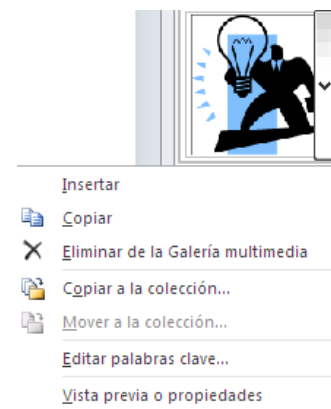 Insertar
Copiar
Eliminar de la Galería multimedia
Copiar a la colección...
Mover a la colección...
Editar palabras clave...
Vista previa o propiedades